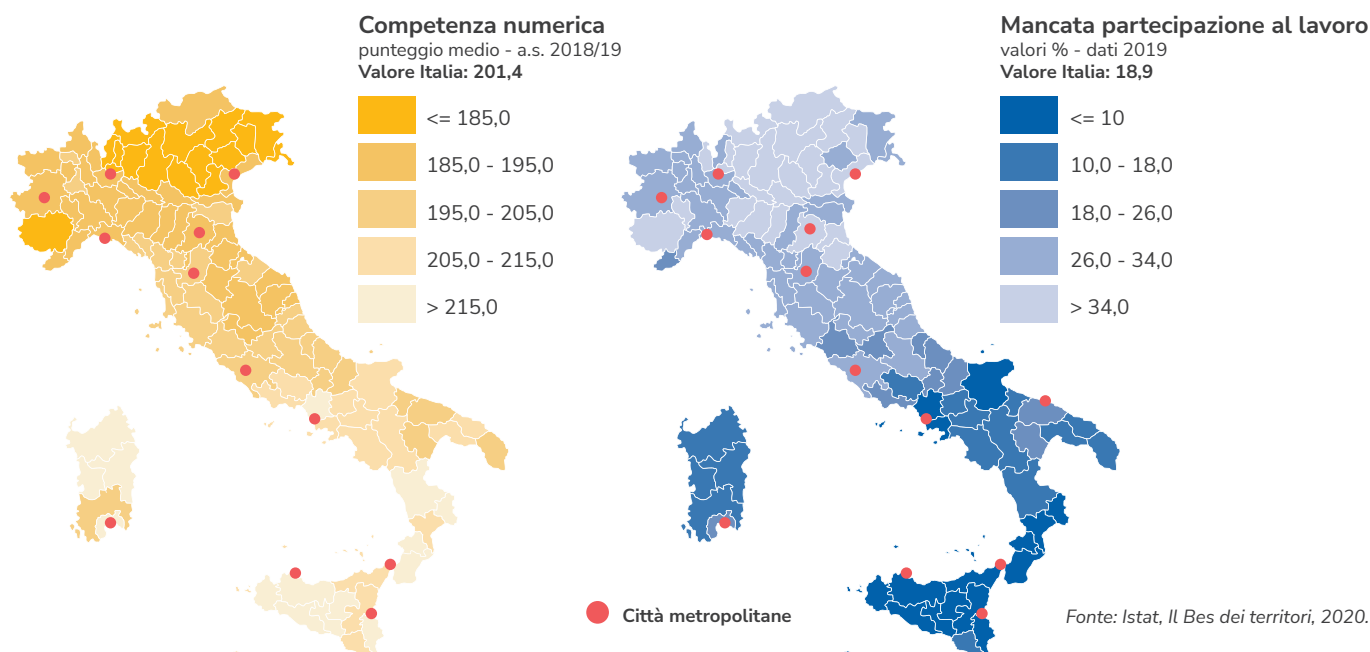 Competenza numerica
punteggio medio - a.s. 2018/19
Valore Italia: 201,4
<= 185,0
185,0 - 195,0
195,0 - 205,0
205,0 - 215,0
> 215,0
Mancata partecipazione al lavoro
valori % - dati 2019
Valore Italia: 18,9
<= 10
10,0 - 18,0
18,0 - 26,0
26,0 - 34,0
> 34,0
Città metropolitane
Fonte: Istat, Il Bes dei territori, 2020.